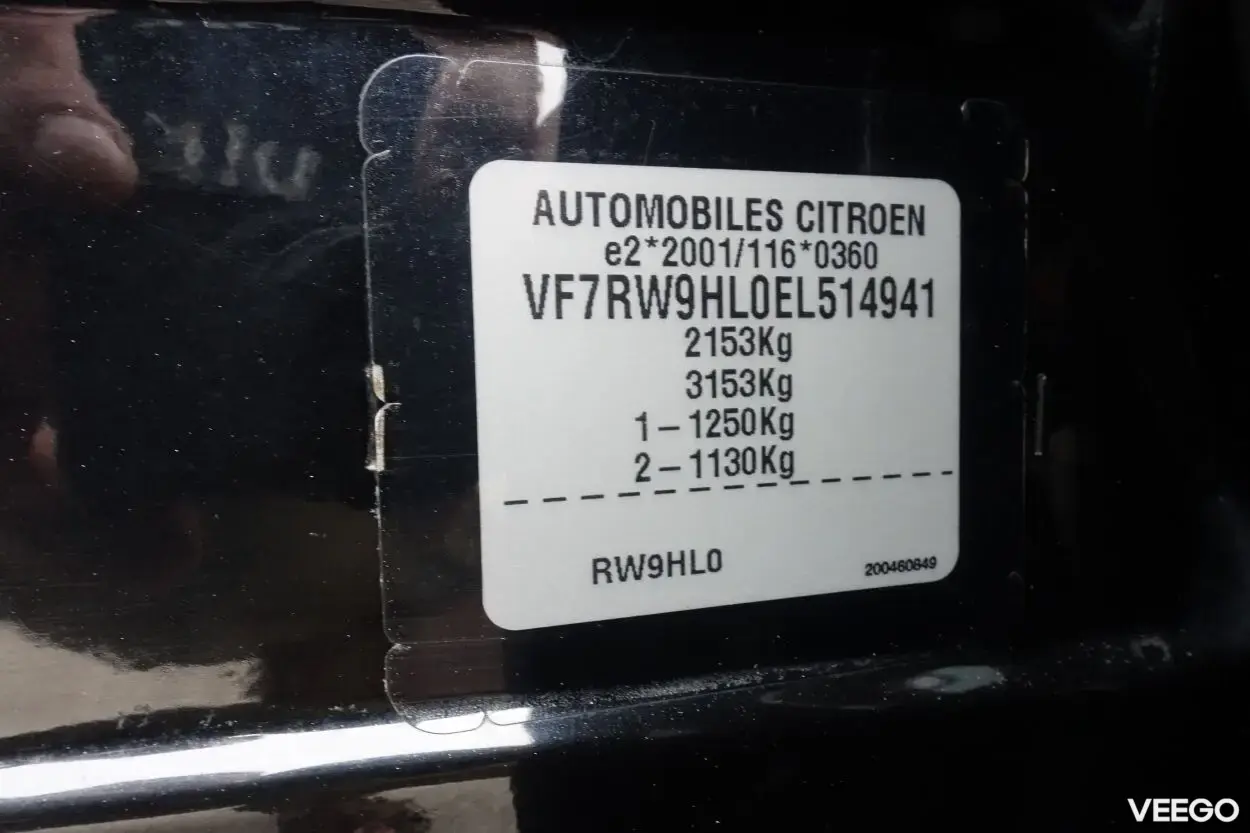 AUTOMOBILES CITROEN
e2*2001/116*0360
VF7RW9HL0EL514941
2153Kg
3153Kg
1 – 1250Kg
2 – 1130Kg
RW9HL0
200460849
VEEGO